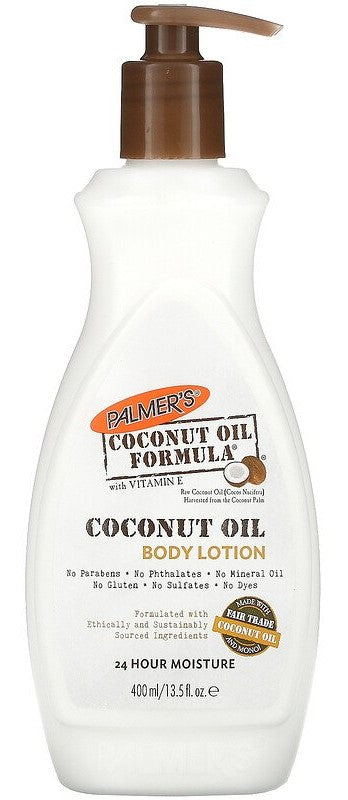 PALMER'S®
COCONUT OIL
FORMULA®
with VITAMIN E
Raw Coconut Oil (Cocos Nucifera)
Harvested from the Coconut Palm
COCONUT OIL
BODY LOTION
No Parabens • No Phthalates • No Mineral Oil
No Gluten • No Sulfates • No Dyes
Formulated with
Ethically and Sustainably
Sourced Ingredients
MADE WITH
FAIR TRADE
COCONUT OIL
AND MONOI
24 HOUR MOISTURE
400 ml/13.5 fl. oz. e
PALMER'S